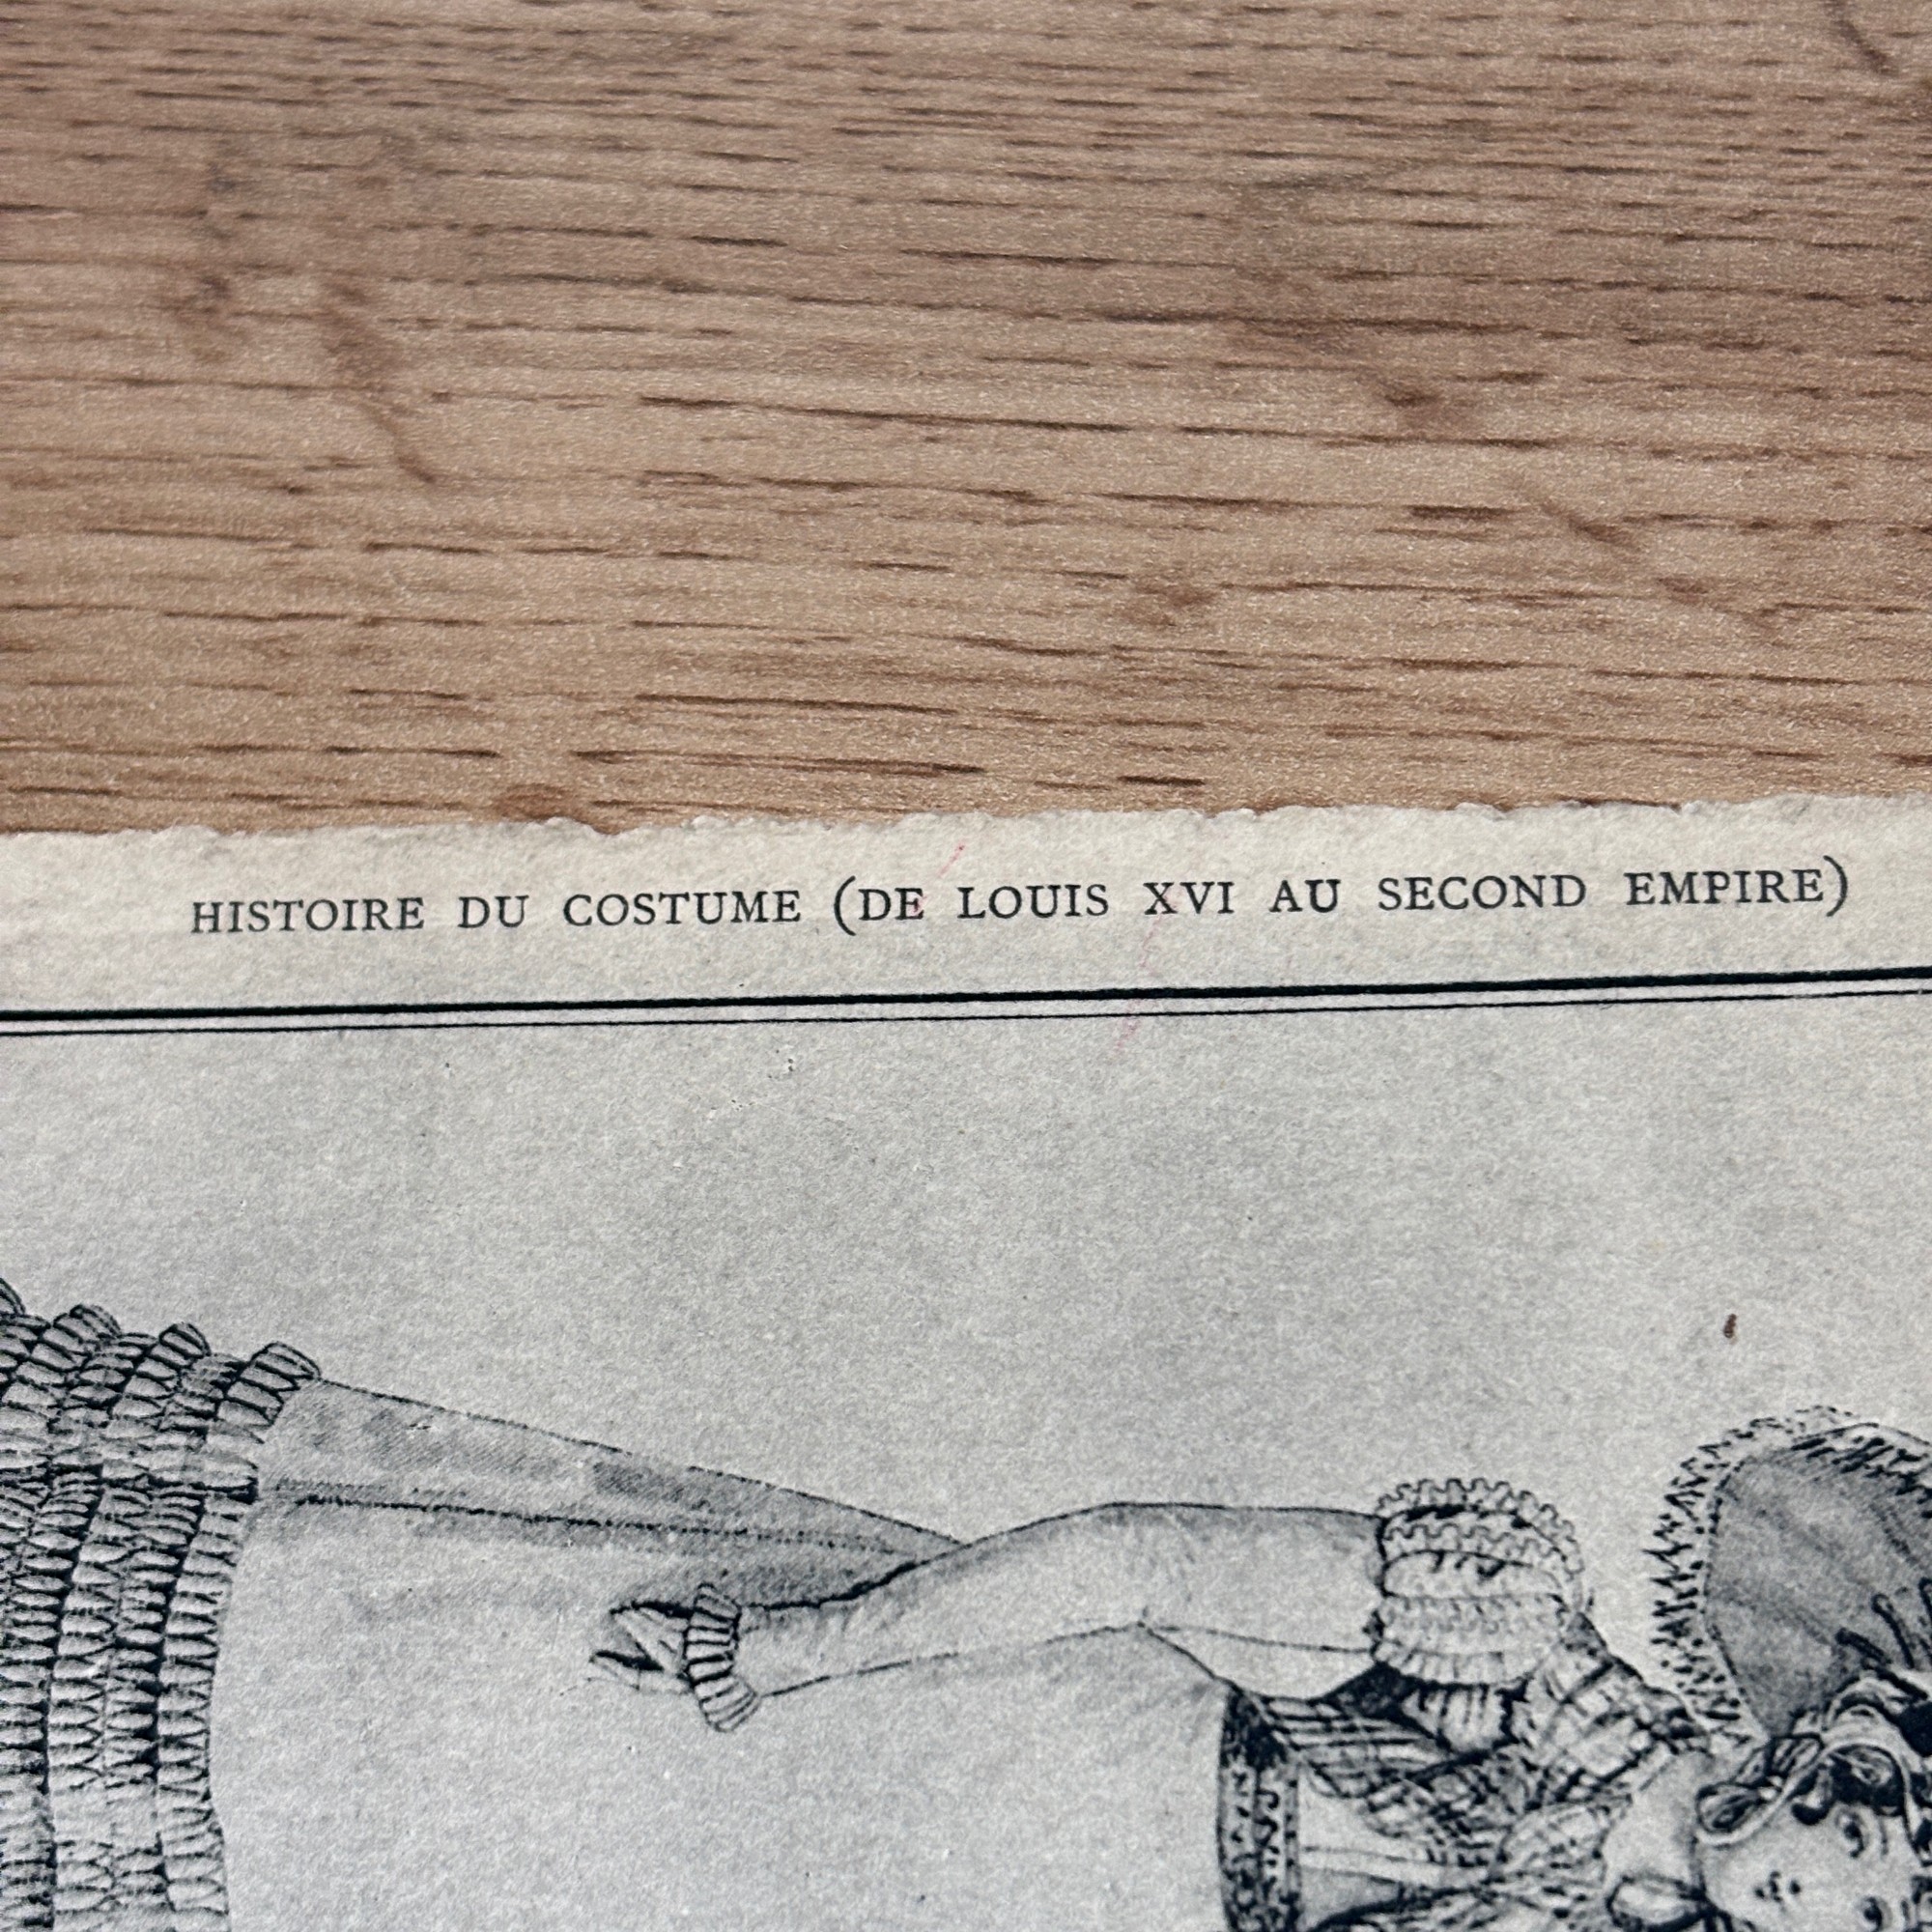 HISTOIRE DU COSTUME (DE LOUIS XVI AU SECOND EMPIRE)